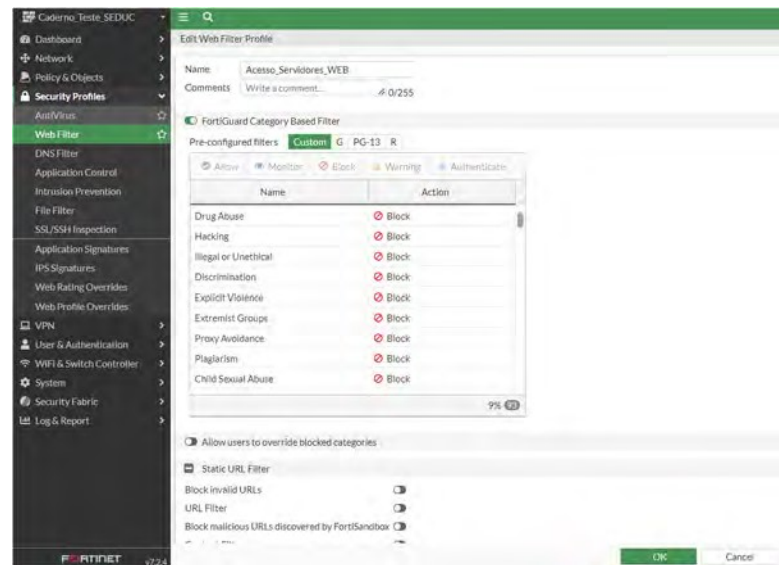 Caderno_Teste_SEDUC
Dashboard
Network
Policy & Objects
Security Profiles
AntiVirus
Web Filter
DNS Filter
Application Control
Intrusion Prevention
File Filter
SSL/SSH Inspection
Application Signatures
IPS Signatures
Web Rating Overrides
Web Profile Overrides
VPN
User & Authentication
WiFi & Switch Controller
System
Security Fabric
Log & Report
FORTINET v7.2.4
Edit Web Filter Profile
Name Acesso_Servidores_WEB
Comments Write a comment... 0/255
FortiGuard Category Based Filter
Pre-configured filters Custom G PG-13 R
Allow Monitor Block Warning Authenticate
Name Action
Drug Abuse Block
Hacking Block
Illegal or Unethical Block
Discrimination Block
Explicit Violence Block
Extremist Groups Block
Proxy Avoidance Block
Plagiarism Block
Child Sexual Abuse Block
9% 93
Allow users to override blocked categories
Static URL Filter
Block invalid URLs
URL Filter
Block malicious URLs discovered by FortiSandbox
OK Cancel